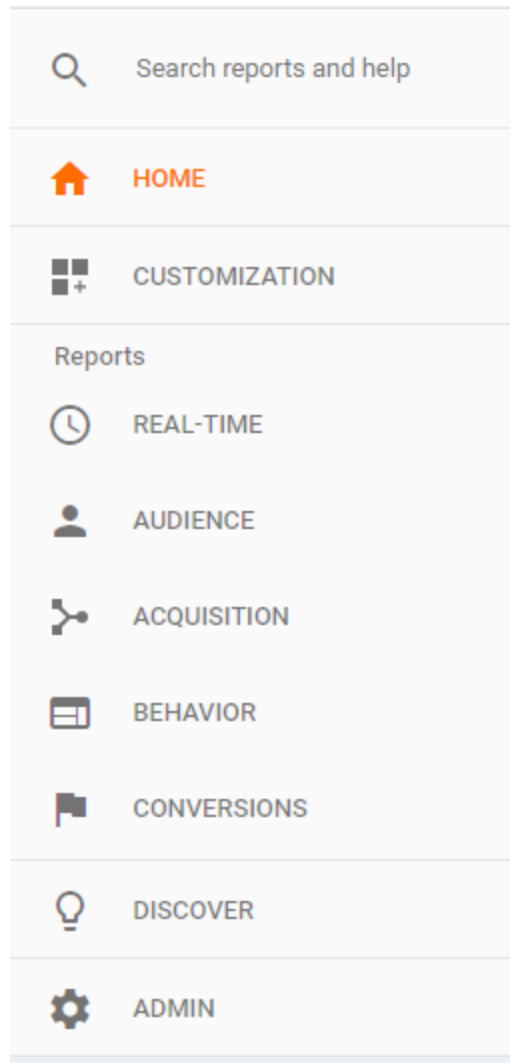 Search reports and help
HOME
CUSTOMIZATION
Reports
REAL-TIME
AUDIENCE
ACQUISITION
BEHAVIOR
CONVERSIONS
DISCOVER
ADMIN